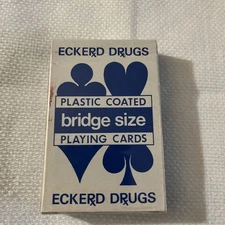 ECKERD DRUGS
PLASTIC COATED
bridge size
PLAYING CARDS
ECKERD DRUGS